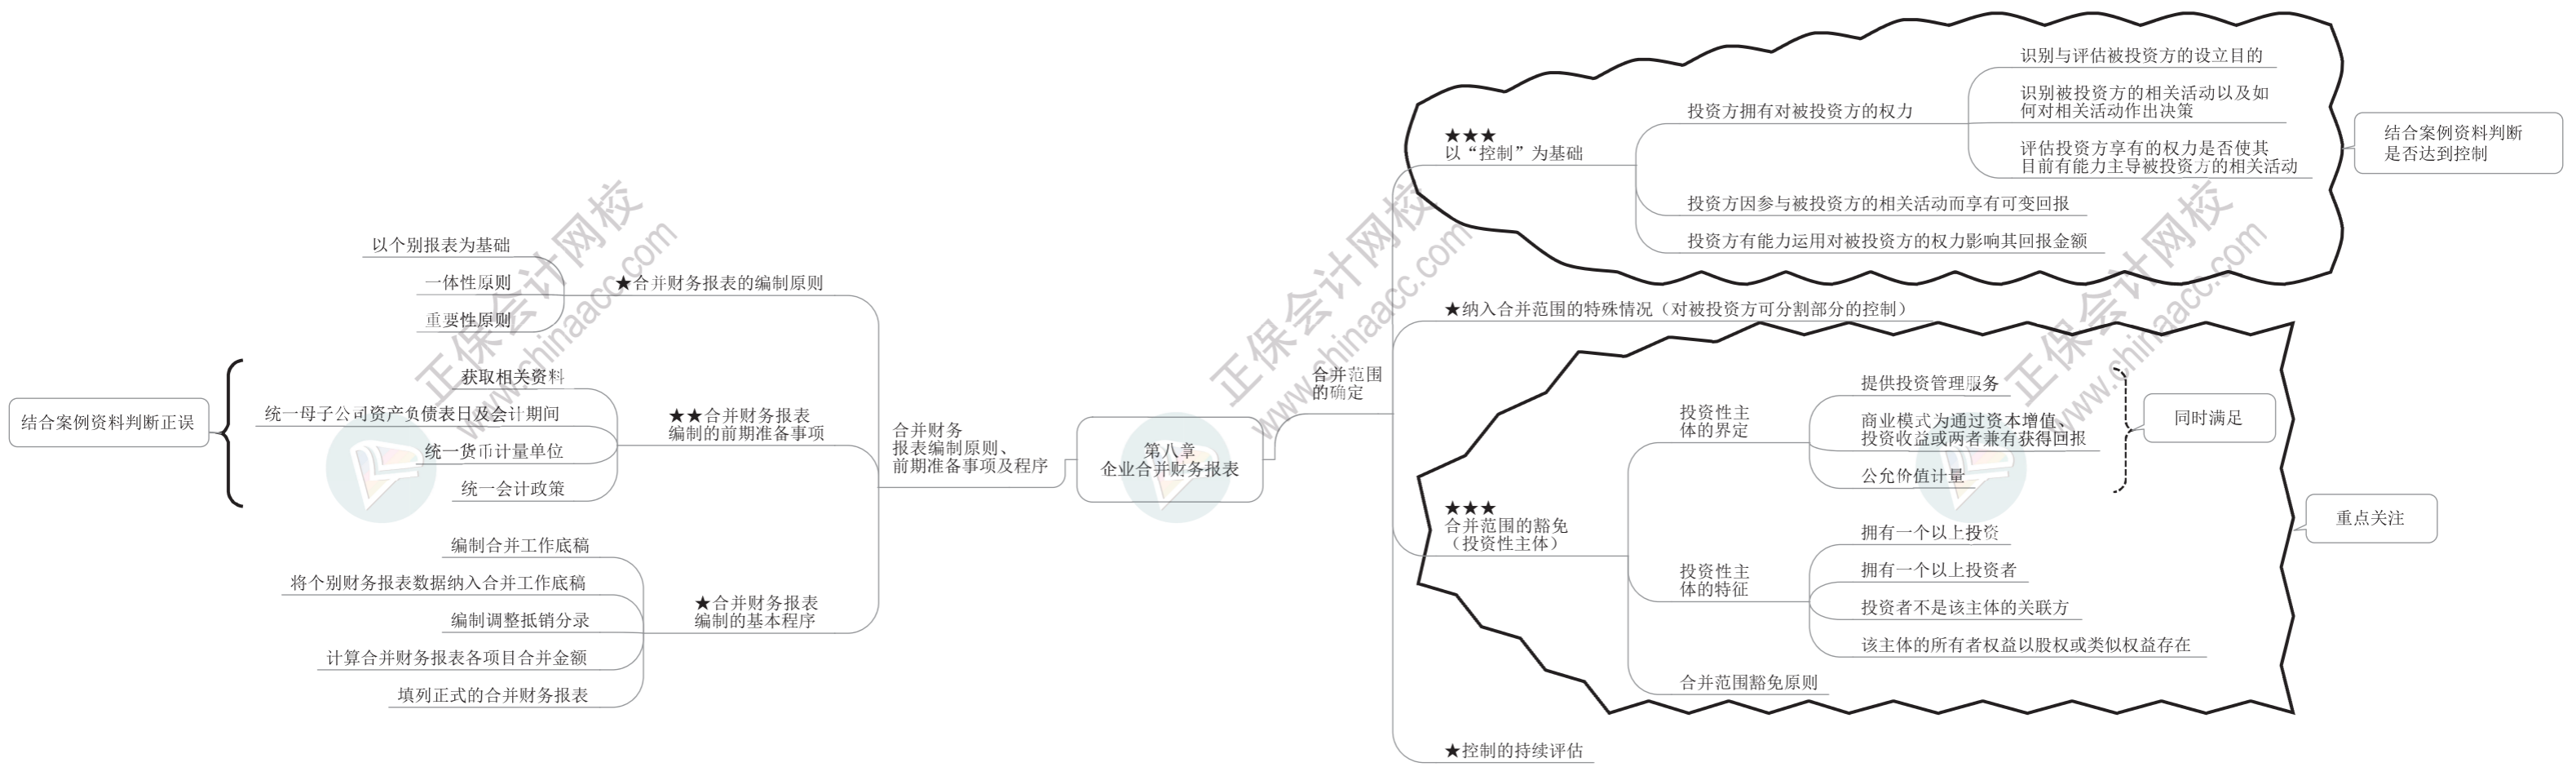 第八章
企业合并财务报表
合并财务
报表编制原则、
前期准备事项及程序
★合并财务报表的编制原则
以个别报表为基础
一体性原则
重要性原则
★★合并财务报表
编制的前期准备事项
获取相关资料
统一母子公司资产负债表日及会计期间
统一货币计量单位
统一会计政策
结合案例资料判断正误
★合并财务报表
编制的基本程序
编制合并工作底稿
将个别财务报表数据纳入合并工作底稿
编制调整抵销分录
计算合并财务报表各项目合并金额
填列正式的合并财务报表
合并范围
的确定
★★★
以“控制”为基础
投资方拥有对被投资方的权力
识别与评估被投资方的设立目的
识别被投资方的相关活动以及如
何对相关活动作出决策
评估投资方享有的权力是否使其
目前有能力主导被投资方的相关活动
投资方因参与被投资方的相关活动而享有可变回报
投资方有能力运用对被投资方的权力影响其回报金额
结合案例资料判断
是否达到控制
★纳入合并范围的特殊情况（对被投资方可分割部分的控制）
★★★
合并范围的豁免
（投资性主体）
投资性主
体的界定
提供投资管理服务
商业模式为通过资本增值、
投资收益或两者兼有获得回报
公允价值计量
同时满足
投资性主
体的特征
拥有一个以上投资
拥有一个以上投资者
投资者不是该主体的关联方
该主体的所有者权益以股权或类似权益存在
合并范围豁免原则
重点关注
★控制的持续评估
正保会计网校
www.chinaacc.com
正保会计网校
www.chinaacc.com
正保会计网校
www.chinaacc.com